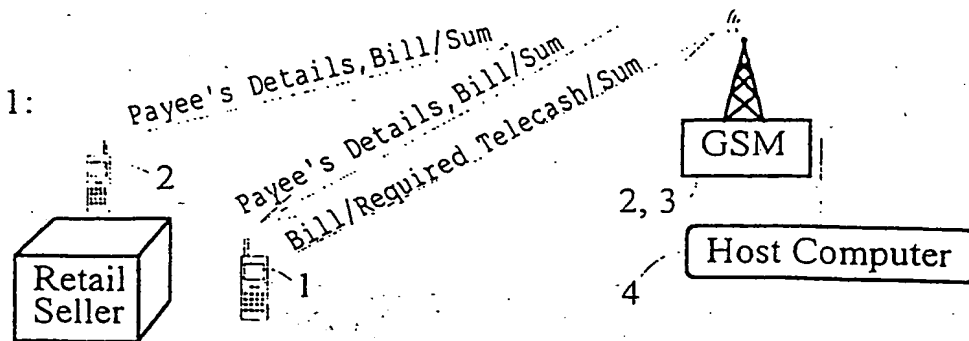 1:
Payee's Details,Bill/Sum
Payee's Details,Bill/Sum
Bill/Required Telecash/Sum
GSM
2
2, 3
1
4
Host Computer
Retail
Seller